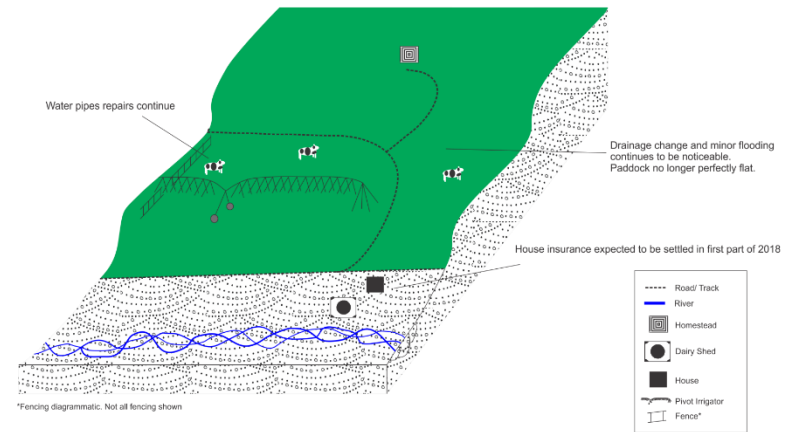 Water pipes repairs continue
Drainage change and minor flooding
continues to be noticeable.
Paddock no longer perfectly flat.
House insurance expected to be settled in first part of 2018
Road/ Track
River
Homestead
Dairy Shed
House
Pivot Irrigator
Fence*
*Fencing diagrammatic. Not all fencing shown